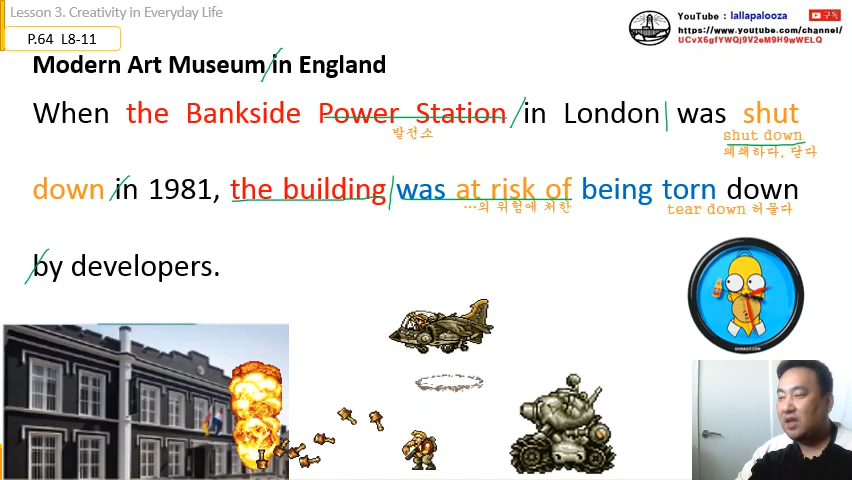 Lesson 3. Creativity in Everyday Life
P.64 L8-11
YouTube : lallapalooza 구독
https://www.youtube.com/channel/
UCvX6gfYWQj9V2eM9H9wWELQ
Modern Art Museum in England
When the Bankside Power Station in London was shut
발전소
shut down
폐쇄하다, 닫다
down in 1981, the building was at risk of being torn down
…의 위험에 처한
tear down 허물다
by developers.